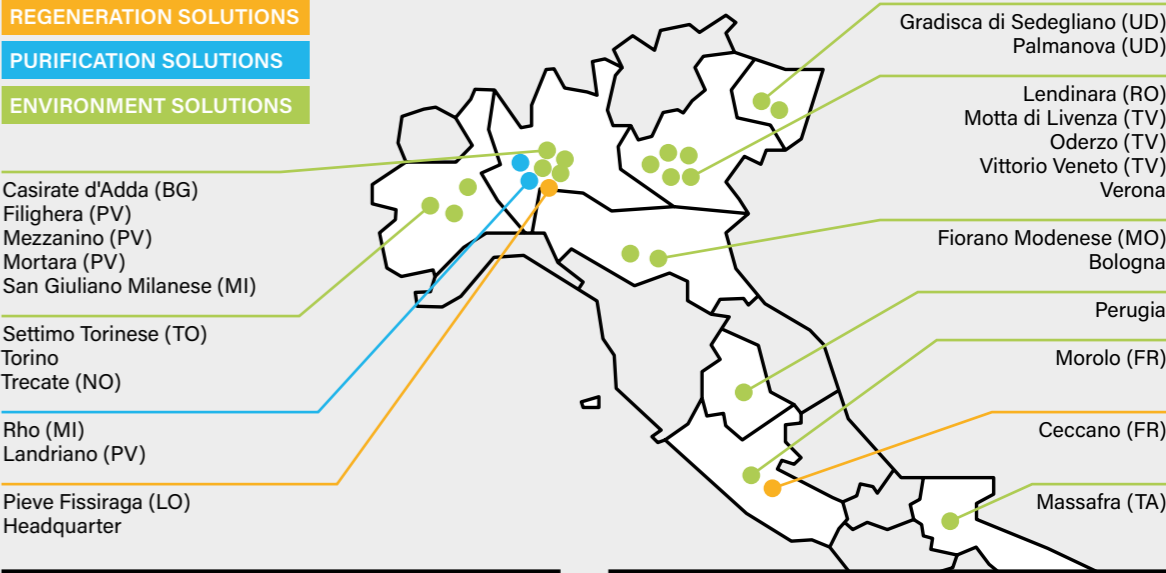 REGENERATION SOLUTIONS
PURIFICATION SOLUTIONS
ENVIRONMENT SOLUTIONS
Casirate d'Adda (BG)
Filighera (PV)
Mezzanino (PV)
Mortara (PV)
San Giuliano Milanese (MI)
Settimo Torinese (TO)
Torino
Trecate (NO)
Rho (MI)
Landriano (PV)
Pieve Fissiraga (LO)
Headquarter
Gradisca di Sedegliano (UD)
Palmanova (UD)
Lendinara (RO)
Motta di Livenza (TV)
Oderzo (TV)
Vittorio Veneto (TV)
Verona
Fiorano Modenese (MO)
Bologna
Perugia
Morolo (FR)
Ceccano (FR)
Massafra (TA)